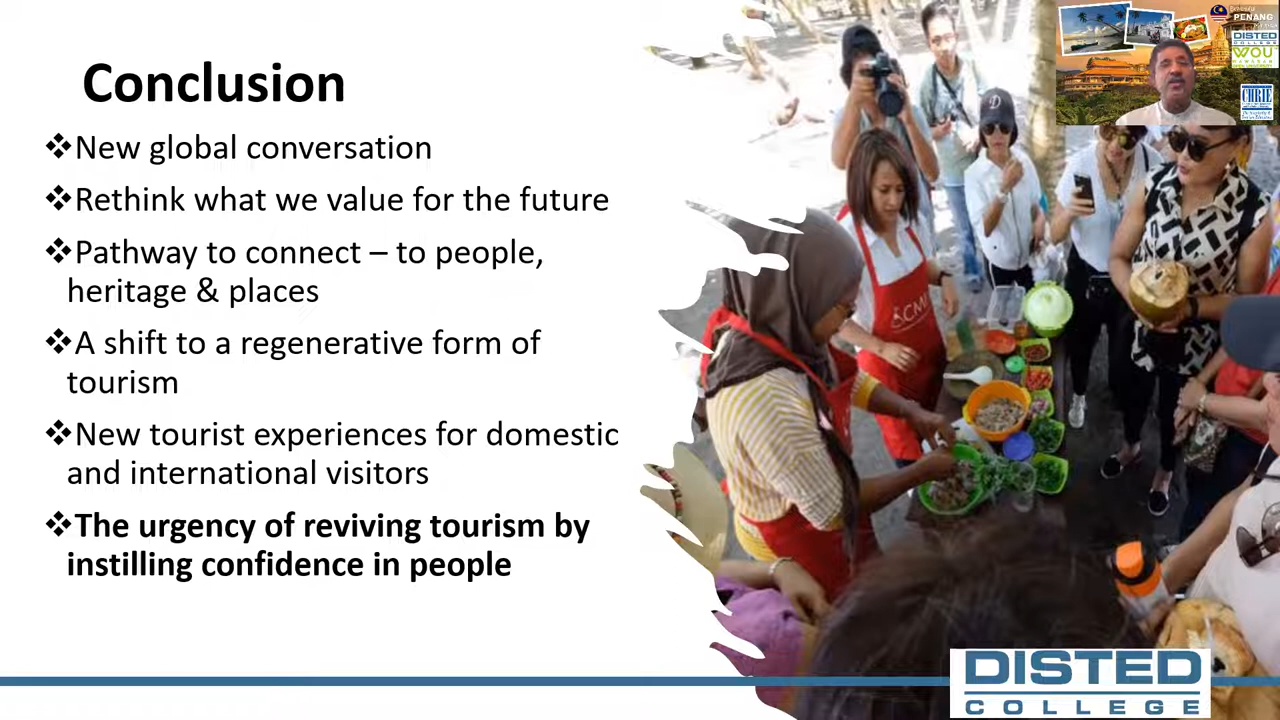 Conclusion
❖New global conversation
❖Rethink what we value for the future
❖Pathway to connect – to people,
heritage & places
❖A shift to a regenerative form of
tourism
❖New tourist experiences for domestic
and international visitors
❖The urgency of reviving tourism by
instilling confidence in people
PENANG
DISTED
COLLEGE
WOU
CHRIE
DISTED
COLLEGE